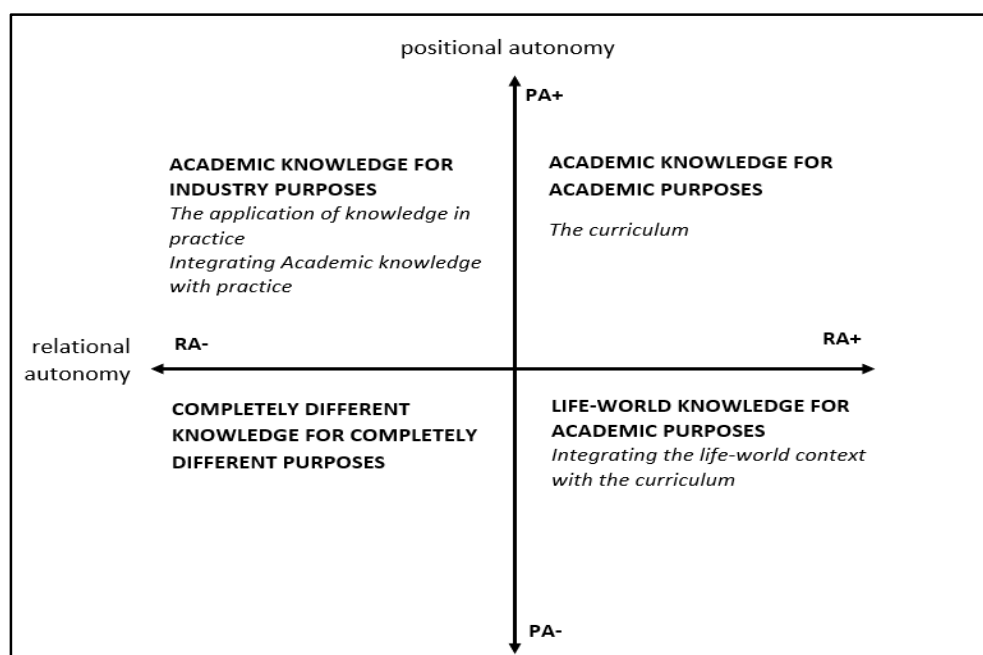 positional autonomy
PA+
ACADEMIC KNOWLEDGE FOR
INDUSTRY PURPOSES
The application of knowledge in
practice
Integrating Academic knowledge
with practice
ACADEMIC KNOWLEDGE FOR
ACADEMIC PURPOSES
The curriculum
relational
autonomy
RA-
RA+
COMPLETELY DIFFERENT
KNOWLEDGE FOR COMPLETELY
DIFFERENT PURPOSES
LIFE-WORLD KNOWLEDGE FOR
ACADEMIC PURPOSES
Integrating the life-world context
with the curriculum
PA-